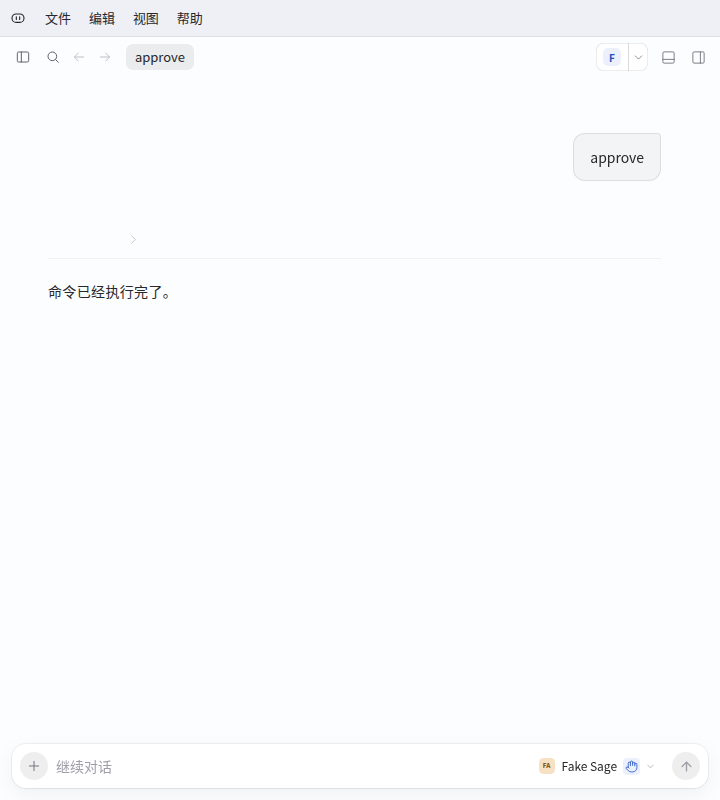 文件 编辑 视图 帮助
approve
F
approve
命令已经执行完了。
继续对话
FA Fake Sage